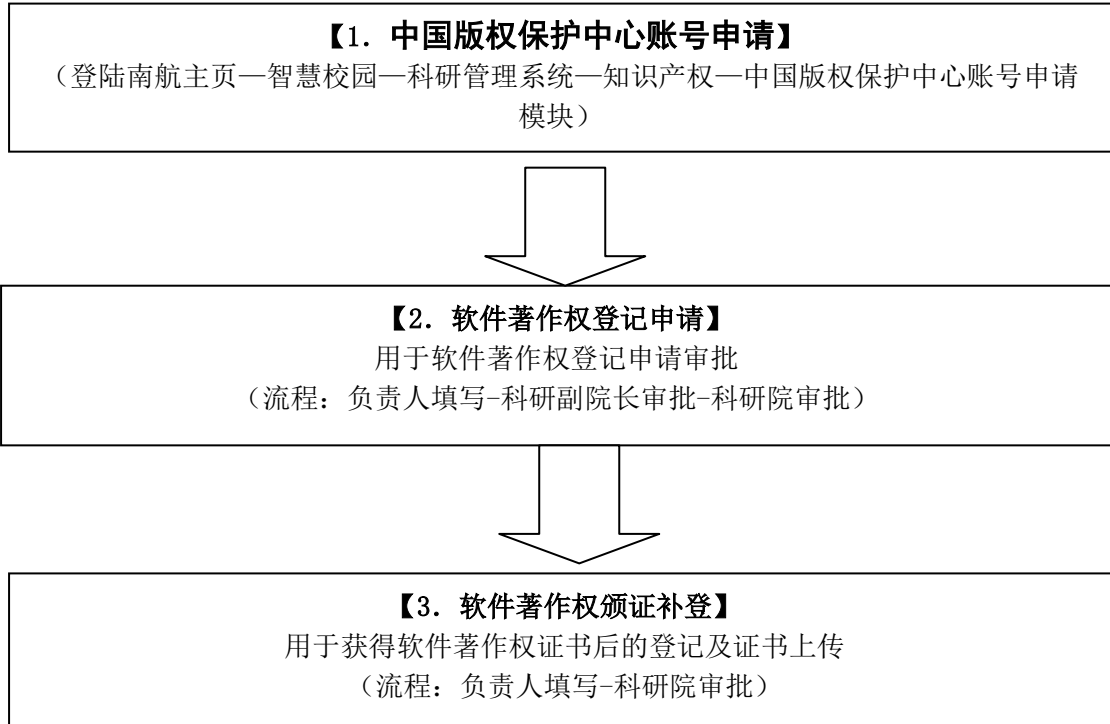 【1. 中国版权保护中心账号申请】
（登陆南航主页—智慧校园—科研管理系统—知识产权—中国版权保护中心账号申请
模块）
【2. 软件著作权登记申请】
用于软件著作权登记申请审批
（流程：负责人填写-科研副院长审批-科研院审批）
【3. 软件著作权颁证补登】
用于获得软件著作权证书后的登记及证书上传
（流程：负责人填写-科研院审批）